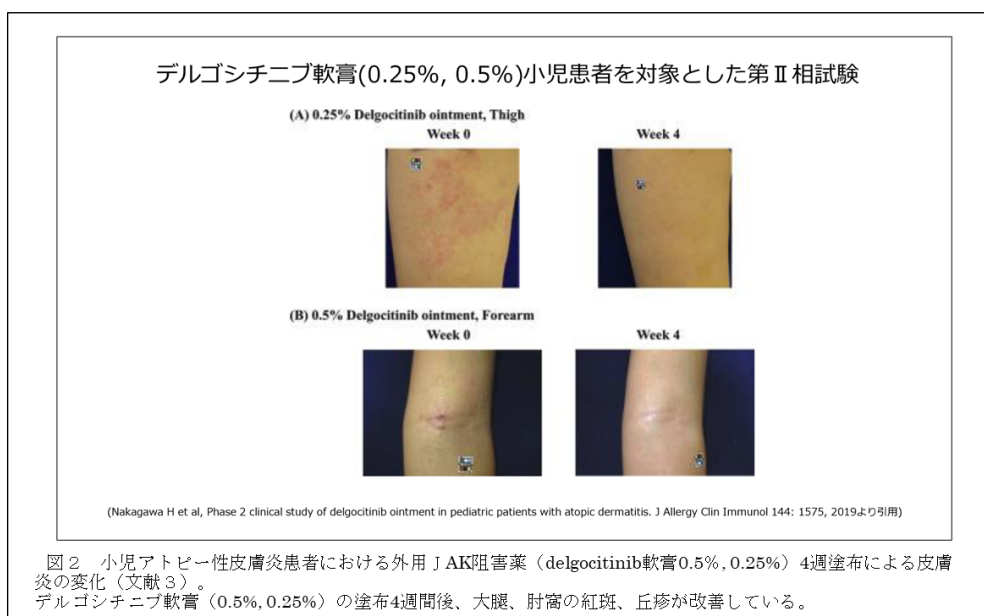 デルゴシチニブ軟膏(0.25%, 0.5%)小児患者を対象とした第Ⅱ相試験
(A) 0.25% Delgocitinib ointment, Thigh
Week 0
Week 4
(B) 0.5% Delgocitinib ointment, Forearm
Week 0
Week 4
(Nakagawa H et al, Phase 2 clinical study of delgocitinib ointment in pediatric patients with atopic dermatitis. J Allergy Clin Immunol 144: 1575, 2019より引用)
図２　小児アトピー性皮膚炎患者における外用ＪAK阻害薬（delgocitinib軟膏0.5%, 0.25%）4週塗布による皮膚
炎の変化（文献３）。
デルゴシチニブ軟膏（0.5%, 0.25%）の塗布4週間後、大腿、肘窩の紅斑、丘疹が改善している。